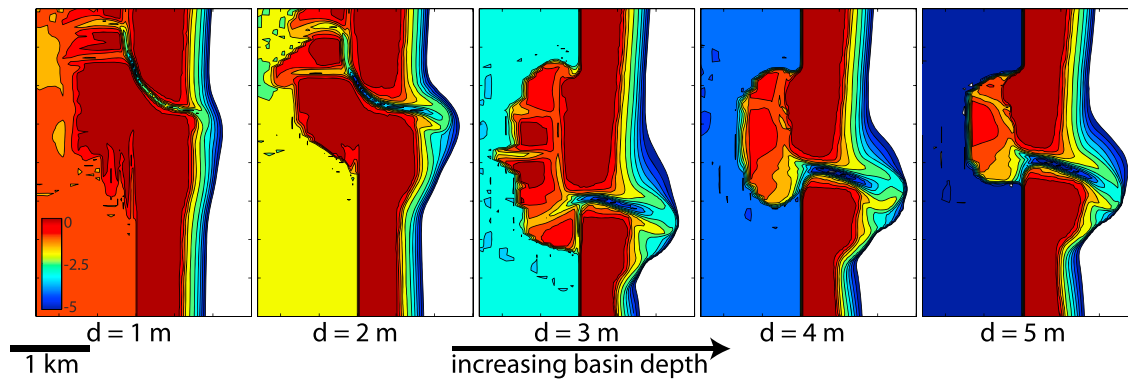 0
-2.5
-5
d = 1 m
d = 2 m
d = 3 m
d = 4 m
d = 5 m
1 km
increasing basin depth